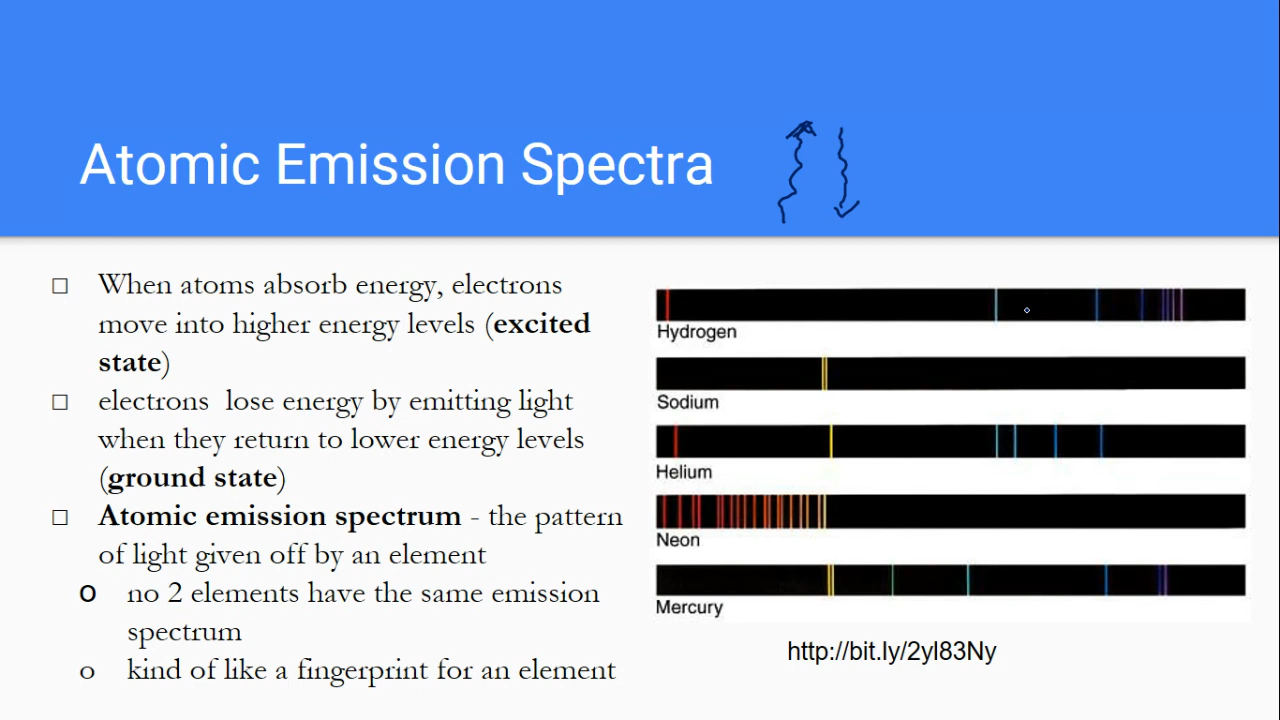 Atomic Emission Spectra
□ When atoms absorb energy, electrons
move into higher energy levels (excited
state)
□ electrons lose energy by emitting light
when they return to lower energy levels
(ground state)
□ Atomic emission spectrum - the pattern
of light given off by an element
o no 2 elements have the same emission
spectrum
o kind of like a fingerprint for an element
Hydrogen
Sodium
Helium
Neon
Mercury
http://bit.ly/2yl83Ny